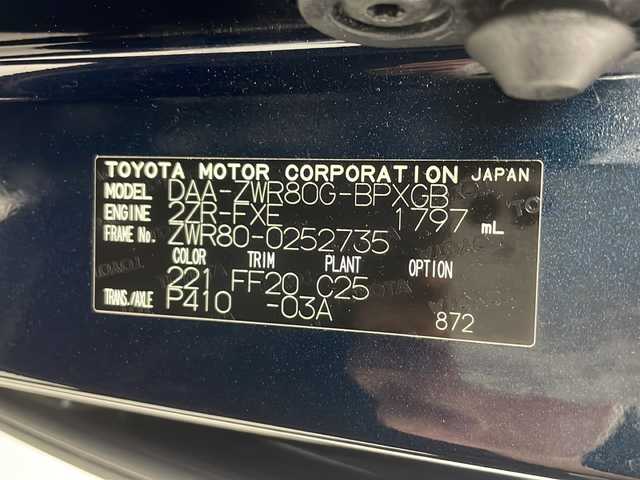 TOYOTA MOTOR CORPORATION JAPAN
MODEL DAA-ZWR80G-BPXGB
ENGINE 2ZR-FXE 1797 mL
FRAME No. ZWR80-0252735
COLOR TRIM PLANT OPTION
221 FF20 C25
TRANS./AXLE P410 -03A
872